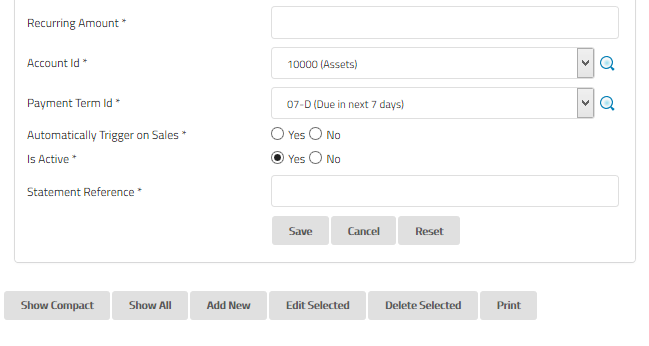 Recurring Amount *
Account Id * 10000 (Assets)
Payment Term Id * 07-D (Due in next 7 days)
Automatically Trigger on Sales * Yes No
Is Active * Yes No
Statement Reference *
Save Cancel Reset
Show Compact Show All Add New Edit Selected Delete Selected Print